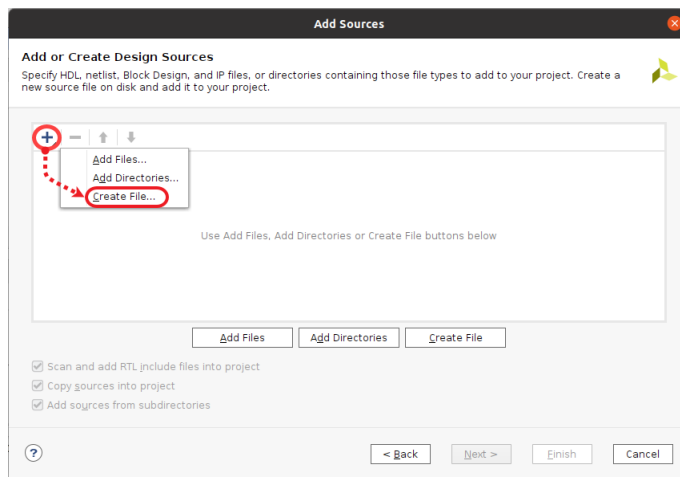 Add Sources
Add or Create Design Sources
Specify HDL, netlist, Block Design, and IP files, or directories containing those file types to add to your project. Create a
new source file on disk and add it to your project.
Add Files...
Add Directories...
Create File...
Use Add Files, Add Directories or Create File buttons below
Add Files Add Directories Create File
Scan and add RTL include files into project
Copy sources into project
Add sources from subdirectories
? < Back Next > Finish Cancel